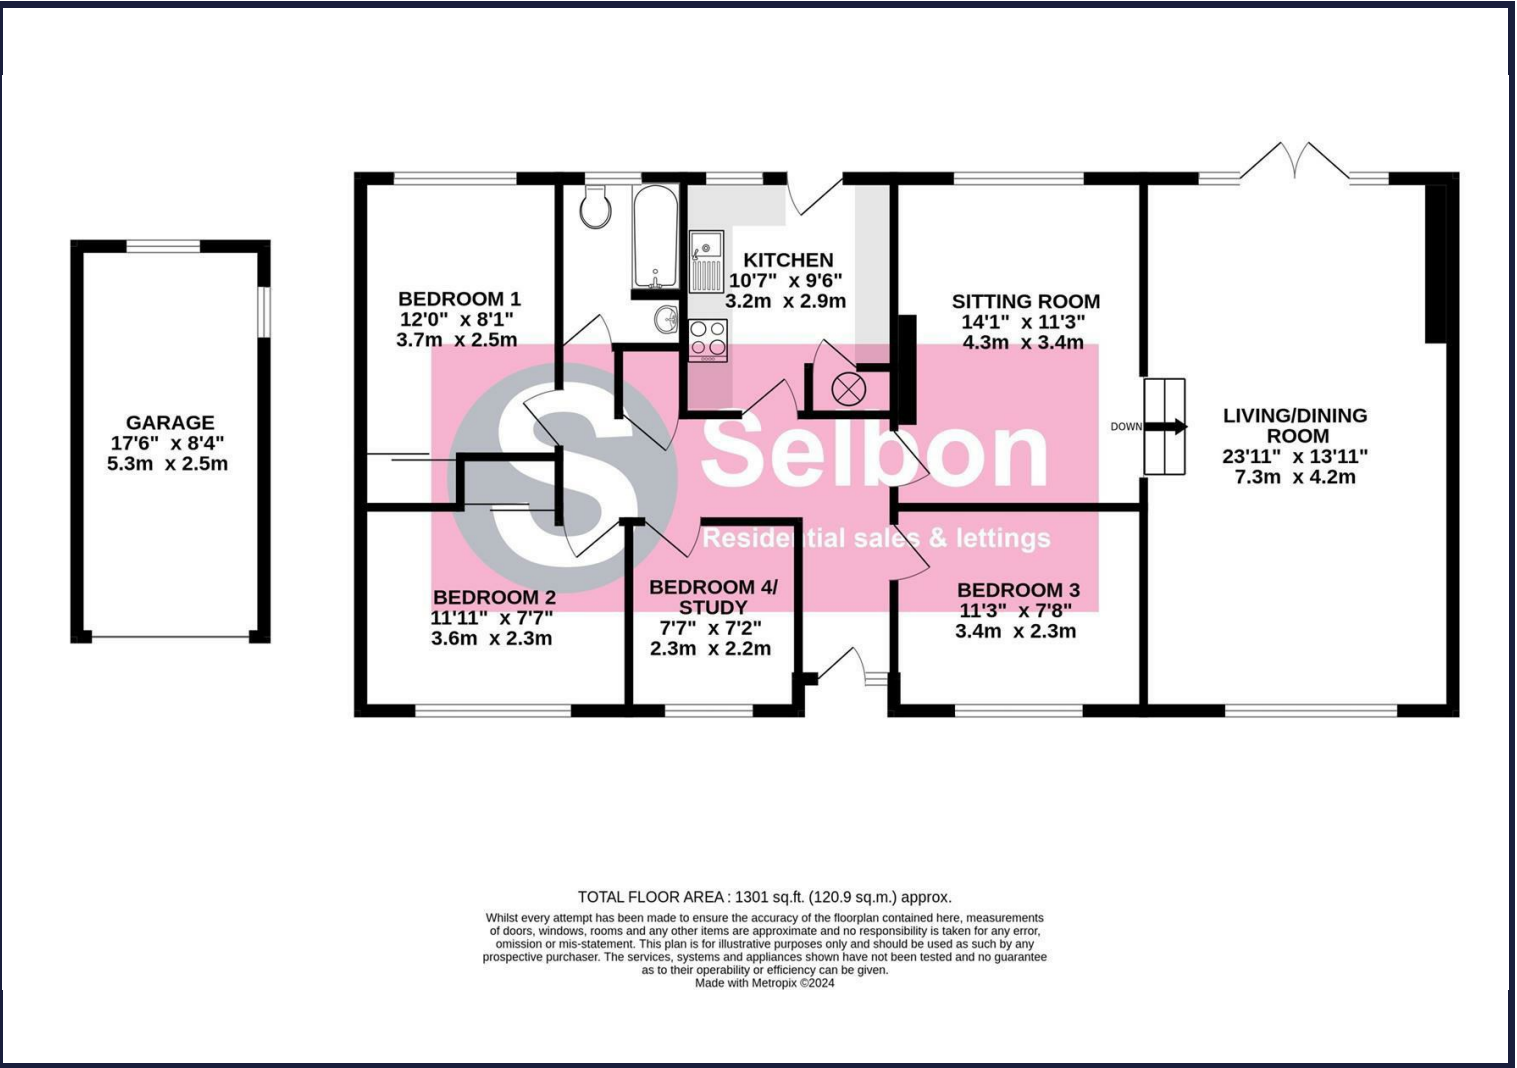 BEDROOM 1
12'0" x 8'1"
3.7m x 2.5m
KITCHEN
10'7" x 9'6"
3.2m x 2.9m
SITTING ROOM
14'1" x 11'3"
4.3m x 3.4m
GARAGE
17'6" x 8'4"
5.3m x 2.5m
DOWN
LIVING/DINING
ROOM
23'11" x 13'11"
7.3m x 4.2m
Selbon
Residential sales & lettings
BEDROOM 2
11'11" x 7'7"
3.6m x 2.3m
BEDROOM 4/
STUDY
7'7" x 7'2"
2.3m x 2.2m
BEDROOM 3
11'3" x 7'8"
3.4m x 2.3m
TOTAL FLOOR AREA : 1301 sq.ft. (120.9 sq.m.) approx.
Whilst every attempt has been made to ensure the accuracy of the floorplan contained here, measurements
of doors, windows, rooms and any other items are approximate and no responsibility is taken for any error,
omission or mis-statement. This plan is for illustrative purposes only and should be used as such by any
prospective purchaser. The services, systems and appliances shown have not been tested and no guarantee
as to their operability or efficiency can be given.
Made with Metropix ©2024